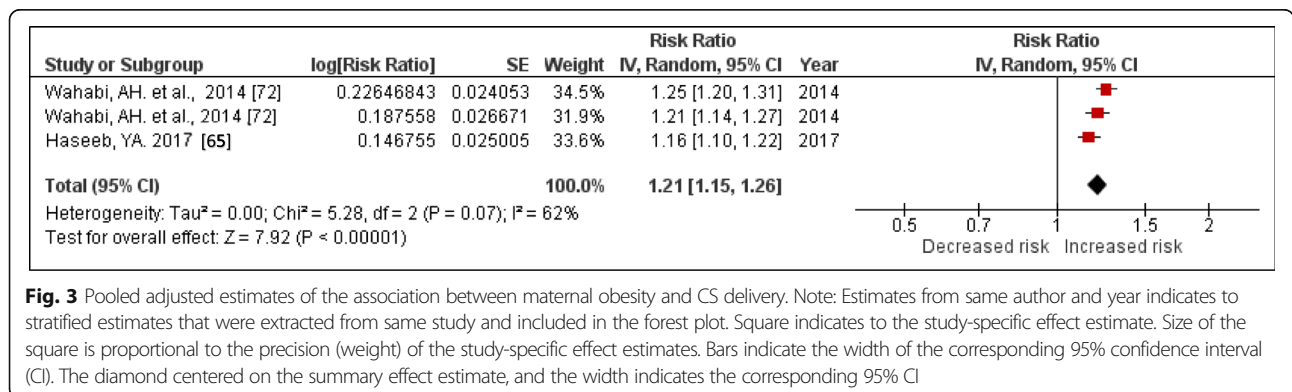 Risk Ratio Risk Ratio
Study or Subgroup log[Risk Ratio] SE Weight IV, Random, 95% CI Year IV, Random, 95% CI
Wahabi, AH. et al., 2014 [72] 0.22646843 0.024053 34.5% 1.25 [1.20, 1.31] 2014
Wahabi, AH. et al., 2014 [72] 0.187558 0.026671 31.9% 1.21 [1.14, 1.27] 2014
Haseeb, YA. 2017 [65] 0.146755 0.025005 33.6% 1.16 [1.10, 1.22] 2017
Total (95% CI) 100.0% 1.21 [1.15, 1.26]
Heterogeneity: Tau² = 0.00; Chi² = 5.28, df = 2 (P = 0.07); I² = 62%
Test for overall effect: Z = 7.92 (P < 0.00001)
0.5 0.7 1 1.5 2
Decreased risk Increased risk
Fig. 3 Pooled adjusted estimates of the association between maternal obesity and CS delivery. Note: Estimates from same author and year indicates to
stratified estimates that were extracted from same study and included in the forest plot. Square indicates to the study-specific effect estimate. Size of the
square is proportional to the precision (weight) of the study-specific effect estimates. Bars indicate the width of the corresponding 95% confidence interval
(CI). The diamond centered on the summary effect estimate, and the width indicates the corresponding 95% CI